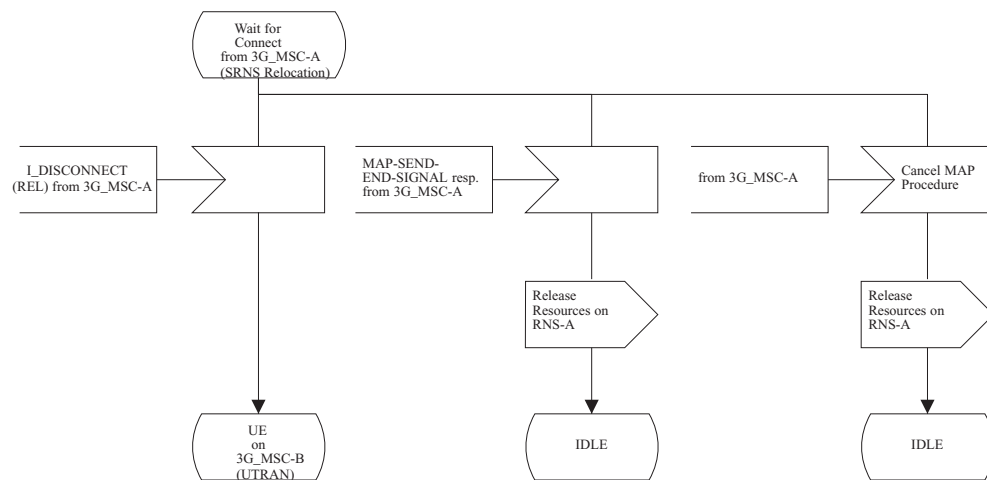 Wait for
Connect
from 3G_MSC-A
(SRNS Relocation)
I_DISCONNECT
(REL) from 3G_MSC-A
MAP-SEND-
END-SIGNAL resp.
from 3G_MSC-A
from 3G_MSC-A
Cancel MAP
Procedure
Release
Resources on
RNS-A
Release
Resources on
RNS-A
UE
on
3G_MSC-B
(UTRAN)
IDLE
IDLE